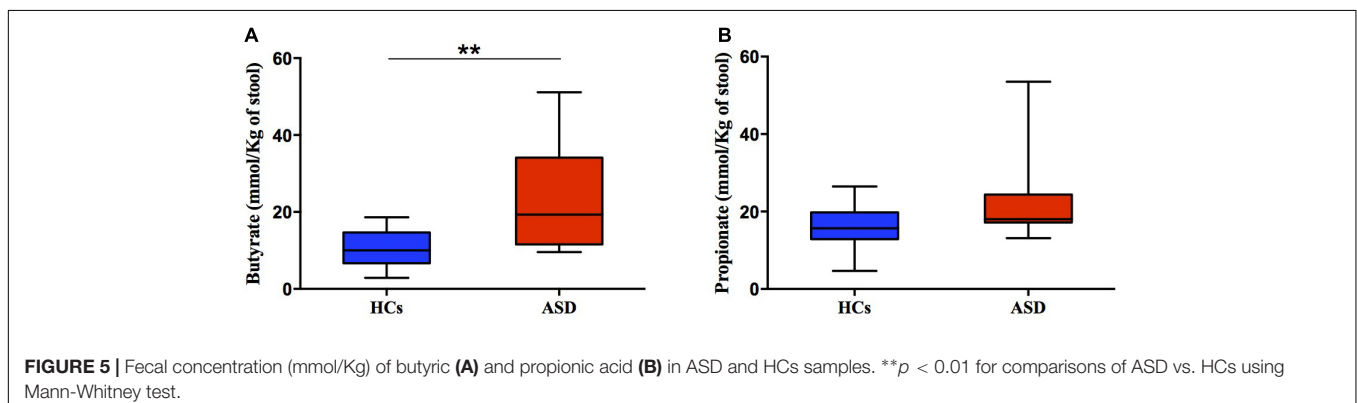 A
**
Butyrate (mmol/Kg of stool)
60
40
20
0
HCs
ASD
B
Propionate (mmol/Kg of stool)
60
40
20
0
HCs
ASD
FIGURE 5 | Fecal concentration (mmol/Kg) of butyric (A) and propionic acid (B) in ASD and HCs samples. **p < 0.01 for comparisons of ASD vs. HCs using
Mann-Whitney test.